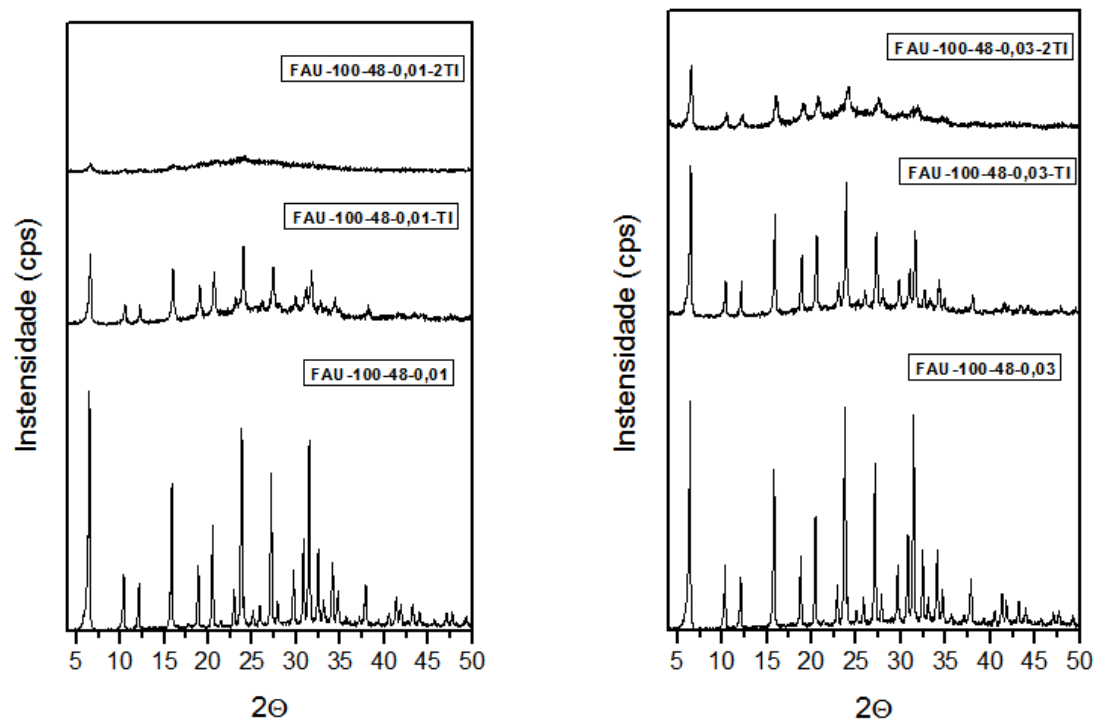 FAU-100-48-0,01-2TI
FAU-100-48-0,01-TI
FAU-100-48-0,01
Instensidade (cps)
5 10 15 20 25 30 35 40 45 50
2Θ
FAU-100-48-0,03-2TI
FAU-100-48-0,03-TI
FAU-100-48-0,03
Instensidade (cps)
5 10 15 20 25 30 35 40 45 50
2Θ